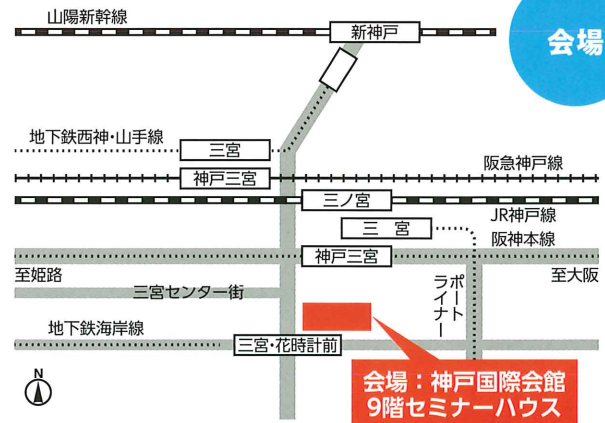 山陽新幹線
新神戸
会場
地下鉄西神・山手線
三宮
阪急神戸線
神戸三宮
三ノ宮
JR神戸線
三 宮
阪神本線
神戸三宮
至姫路
至大阪
ポート
ライナー
三宮センター街
地下鉄海岸線
三宮・花時計前
N
会場:神戸国際会館
9階セミナーハウス